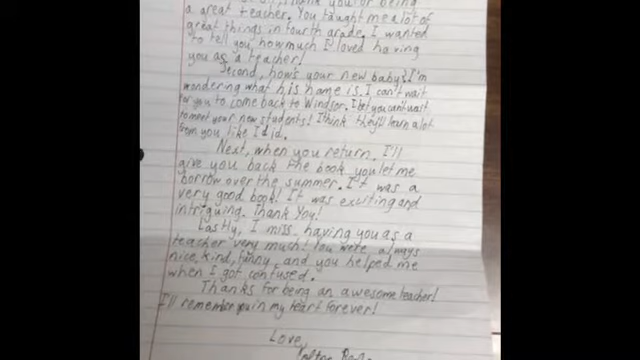 Thank you for being
a great teacher. You taught me a lot of
great things in fourth grade. I wanted
to tell you, how much I loved having
you as a teacher!
Second, how's your new baby? I'm
wondering what his name is. I can't wait
for you to come back to Windsor. I bet you can't wait
to meet your new students! I think they'll learn a lot
from you like I did.
Next, when you return. I'll
give you back the book you let me
borrow over the summer. It was a
very good book! It was exciting and
intriguing. Thank You!
Lastly, I miss having you as a
teacher very much! You were always
nice, kind, funny, and you helped me
when I got confused.
Thanks for being an awesome teacher!
I'll remember you in my heart forever!
Love,